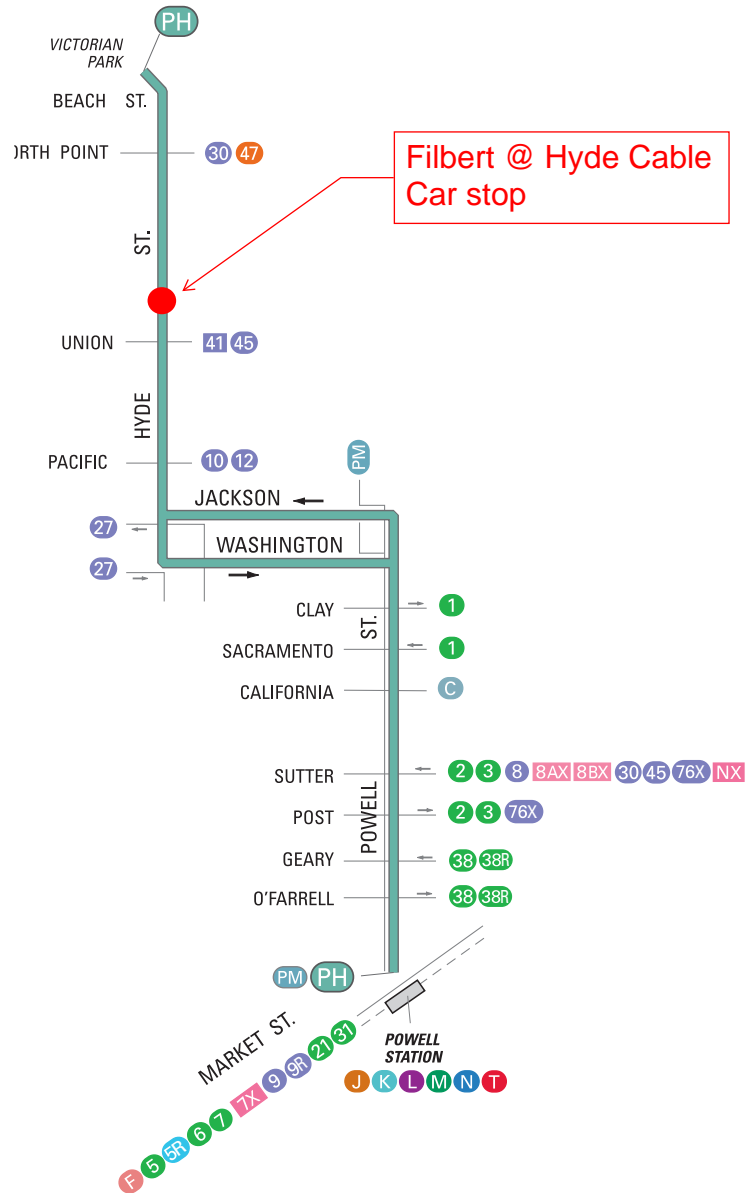 PH
VICTORIAN
PARK
BEACH ST.
ORTH POINT 30 47
Filbert @ Hyde Cable
Car stop
ST.
UNION 41 45
HYDE
PACIFIC 10 12
PM
JACKSON
27
WASHINGTON
27
CLAY 1
ST.
SACRAMENTO 1
CALIFORNIA C
SUTTER 2 3 8 8AX 8BX 30 45 76X NX
POST 2 3 76X
POWELL
GEARY 38 38R
O'FARRELL 38 38R
PM PH
MARKET ST.
POWELL
STATION
J K L M N T
F 5 5R 6 7 7X 9 9R 21 31